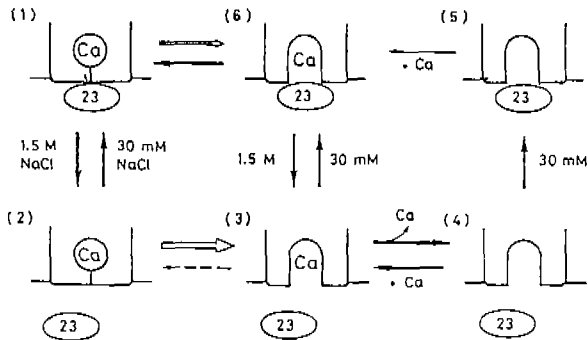 (1)
(6)
(5)
Ca
Ca
• Ca
23
23
23
1.5 M
NaCl
30 mM
NaCl
1.5 M
30 mM
30 mM
(2)
(3)
(4)
Ca
Ca
Ca
• Ca
23
23
23